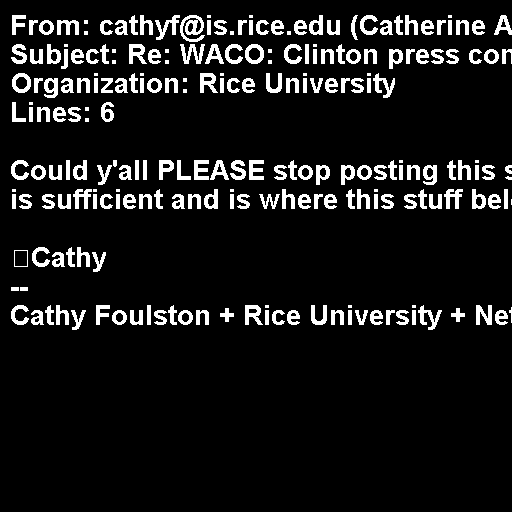 From: cathyf@is.rice.edu (Catherine A
Subject: Re: WACO: Clinton press con
Organization: Rice University
Lines: 6

Could y'all PLEASE stop posting this s
is sufficient and is where this stuff bel

Cathy
--
Cathy Foulston + Rice University + Net